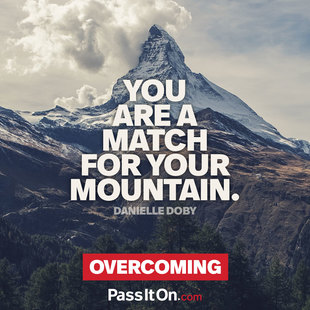 YOU
ARE A
MATCH
FOR YOUR
MOUNTAIN.
DANIELLE DOBY
OVERCOMING
PassItOn.com